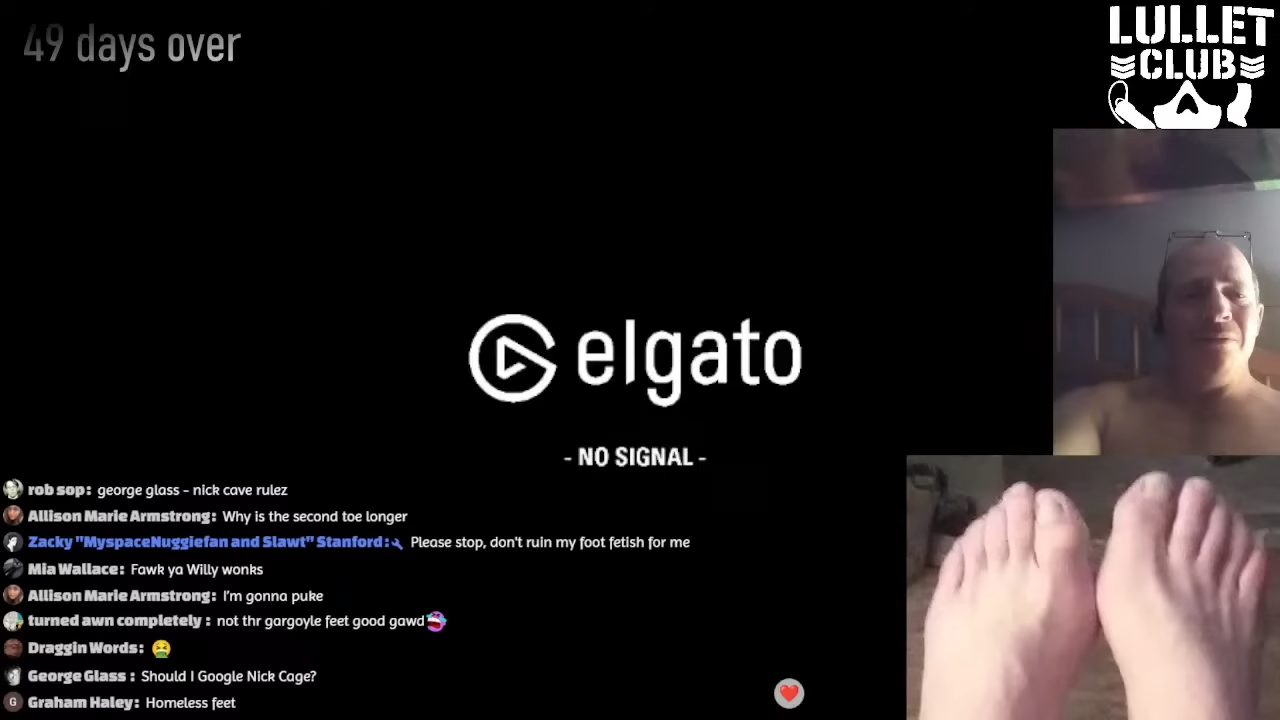 49 days over
LULLET
CLUB
elgato
- NO SIGNAL -
rob sop: george glass - nick cave rulez
Allison Marie Armstrong: Why is the second toe longer
Zacky "MyspaceNuggiefan and Slawt" Stanford: Please stop, don't ruin my foot fetish for me
Mia Wallace: Fawk ya Willy wonks
Allison Marie Armstrong: I'm gonna puke
turned awn completely : not thr gargoyle feet good gawd
Draggin Words: 🤮
George Glass : Should I Google Nick Cage?
G Graham Haley: Homeless feet